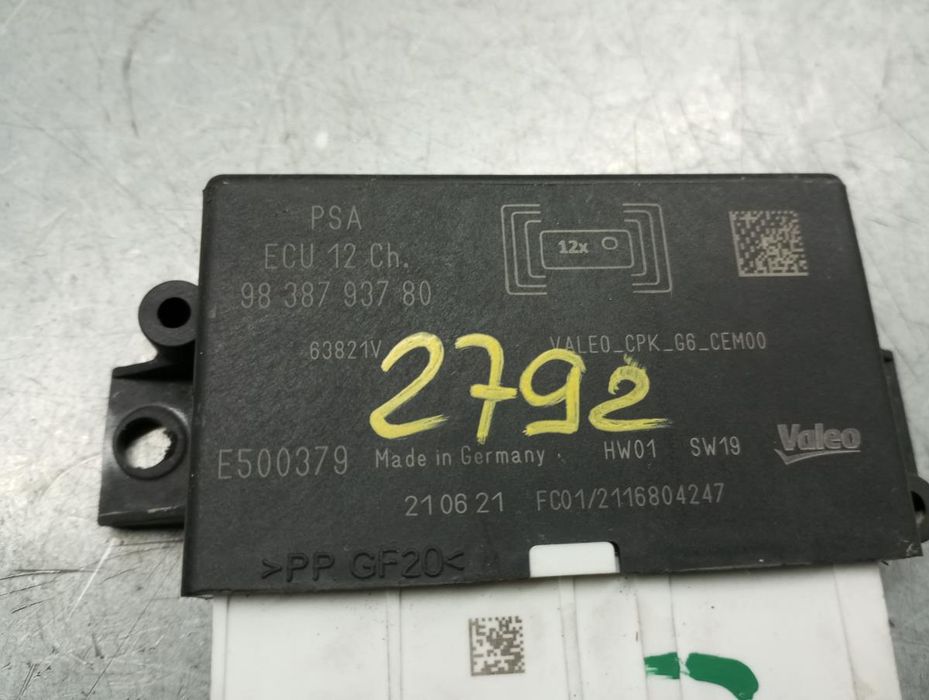 PSA
ECU 12 Ch.
98 387 937 80
12x
63821V
VALEO_CPK_G6_CEM00
2792
E500379
Made in Germany
HW01 SW19
Valeo
210621 FC01/2116804247
>PP GF20<